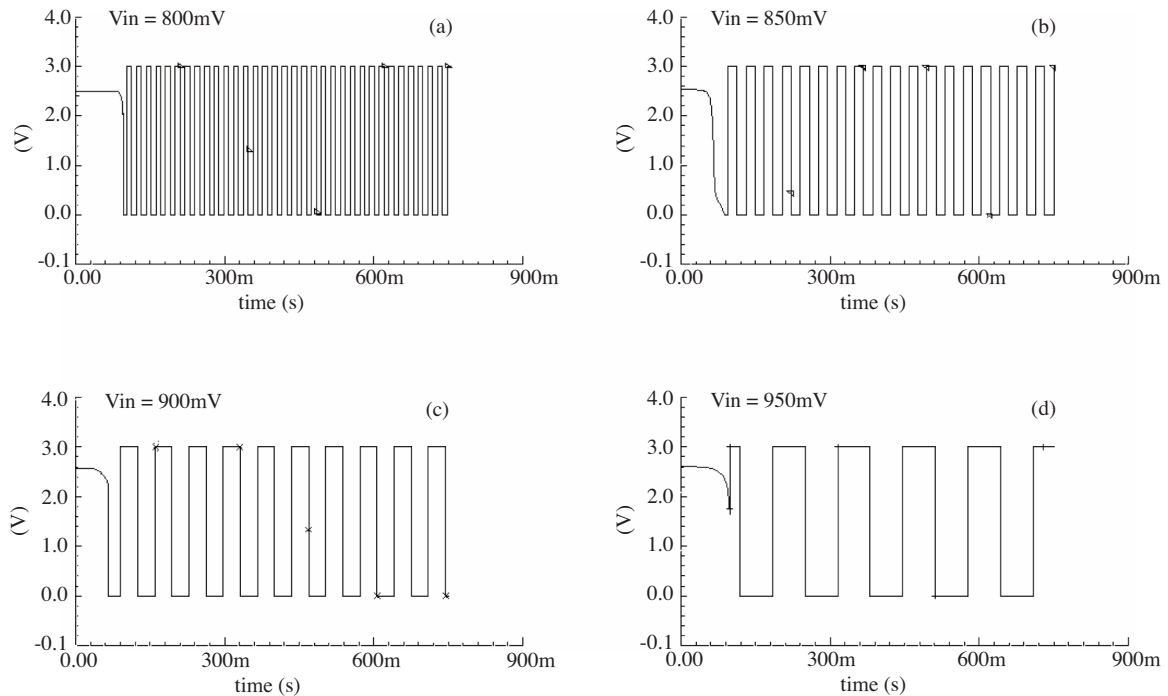 4.0 Vin = 800mV (a)
3.0
2.0
(V)
1.0
0.0
-0.1
0.00 300m 600m 900m
time (s)
4.0 Vin = 850mV (b)
3.0
2.0
(V)
1.0
0.0
-0.1
0.00 300m 600m 900m
time (s)
4.0 Vin = 900mV (c)
3.0
2.0
(V)
1.0
0.0
-0.1
0.00 300m 600m 900m
time (s)
4.0 Vin = 950mV (d)
3.0
2.0
(V)
1.0
0.0
-0.1
0.00 300m 600m 900m
time (s)